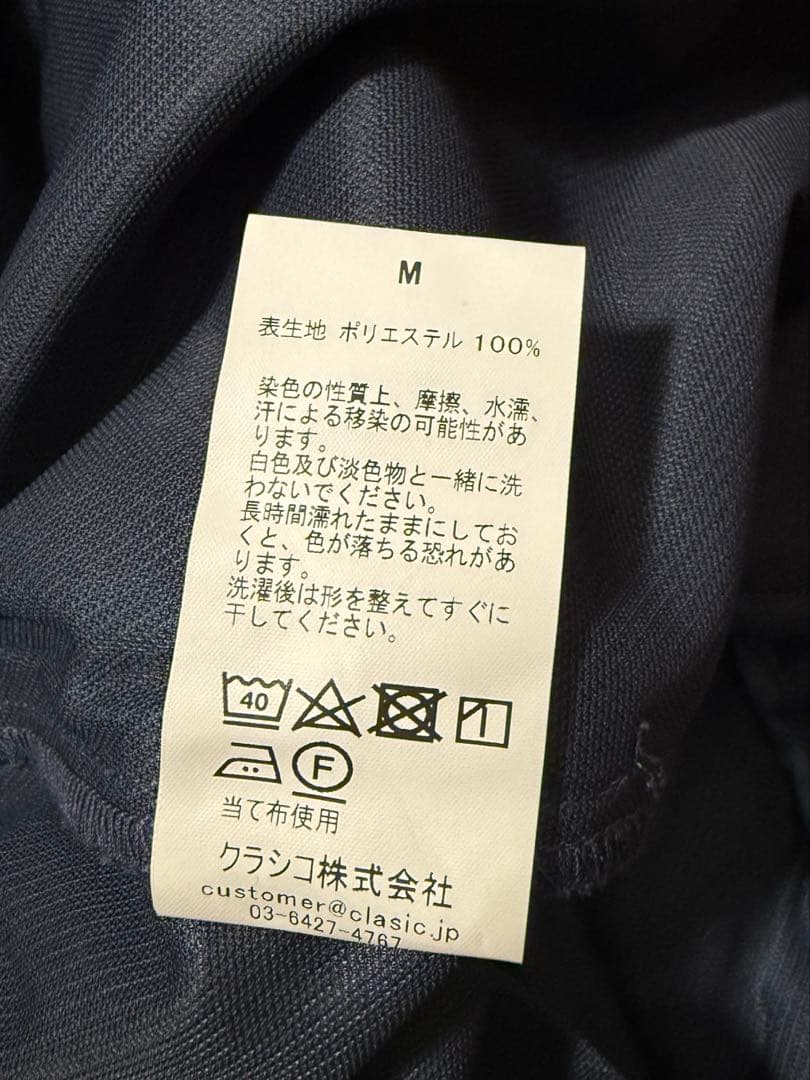 M
表生地 ポリエステル 100%
染色の性質上、摩擦、水濡、
汗による移染の可能性があ
ります。
白色及び淡色物と一緒に洗
わないでください。
長時間濡れたままにしてお
くと、色が落ちる恐れがあ
ります。
洗濯後は形を整えてすぐに
干してください。
40
F
当て布使用
クラシコ株式会社
customer@clasic.jp
03-6427-4767